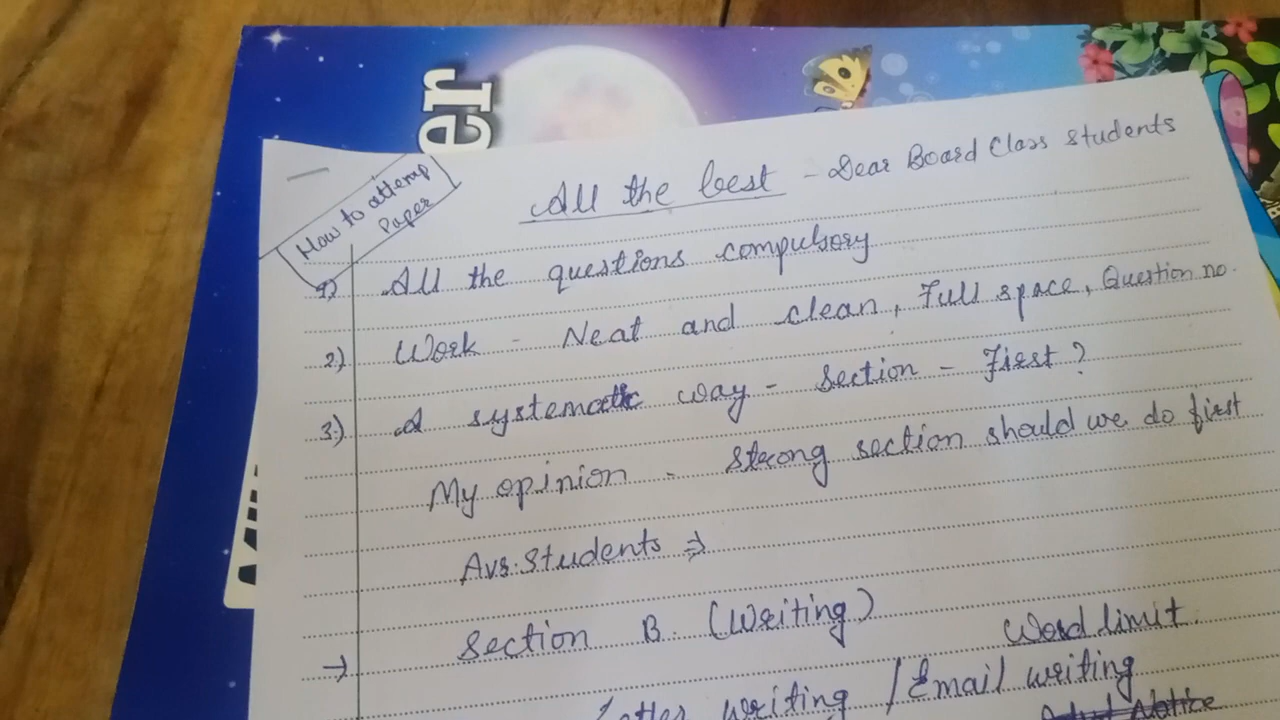 er
How to attemp
Paper
All the best - Dear Board Class students
1) All the questions compulsory
2.) Work - Neat and clean, Full space, Question no.
3.) A systematic way - Section - First?
My opinion - Strong section should we do first
Avg. Students ⇒
→ Section B. (Writing)
Word limit.
Letter writing / Email writing
Notice